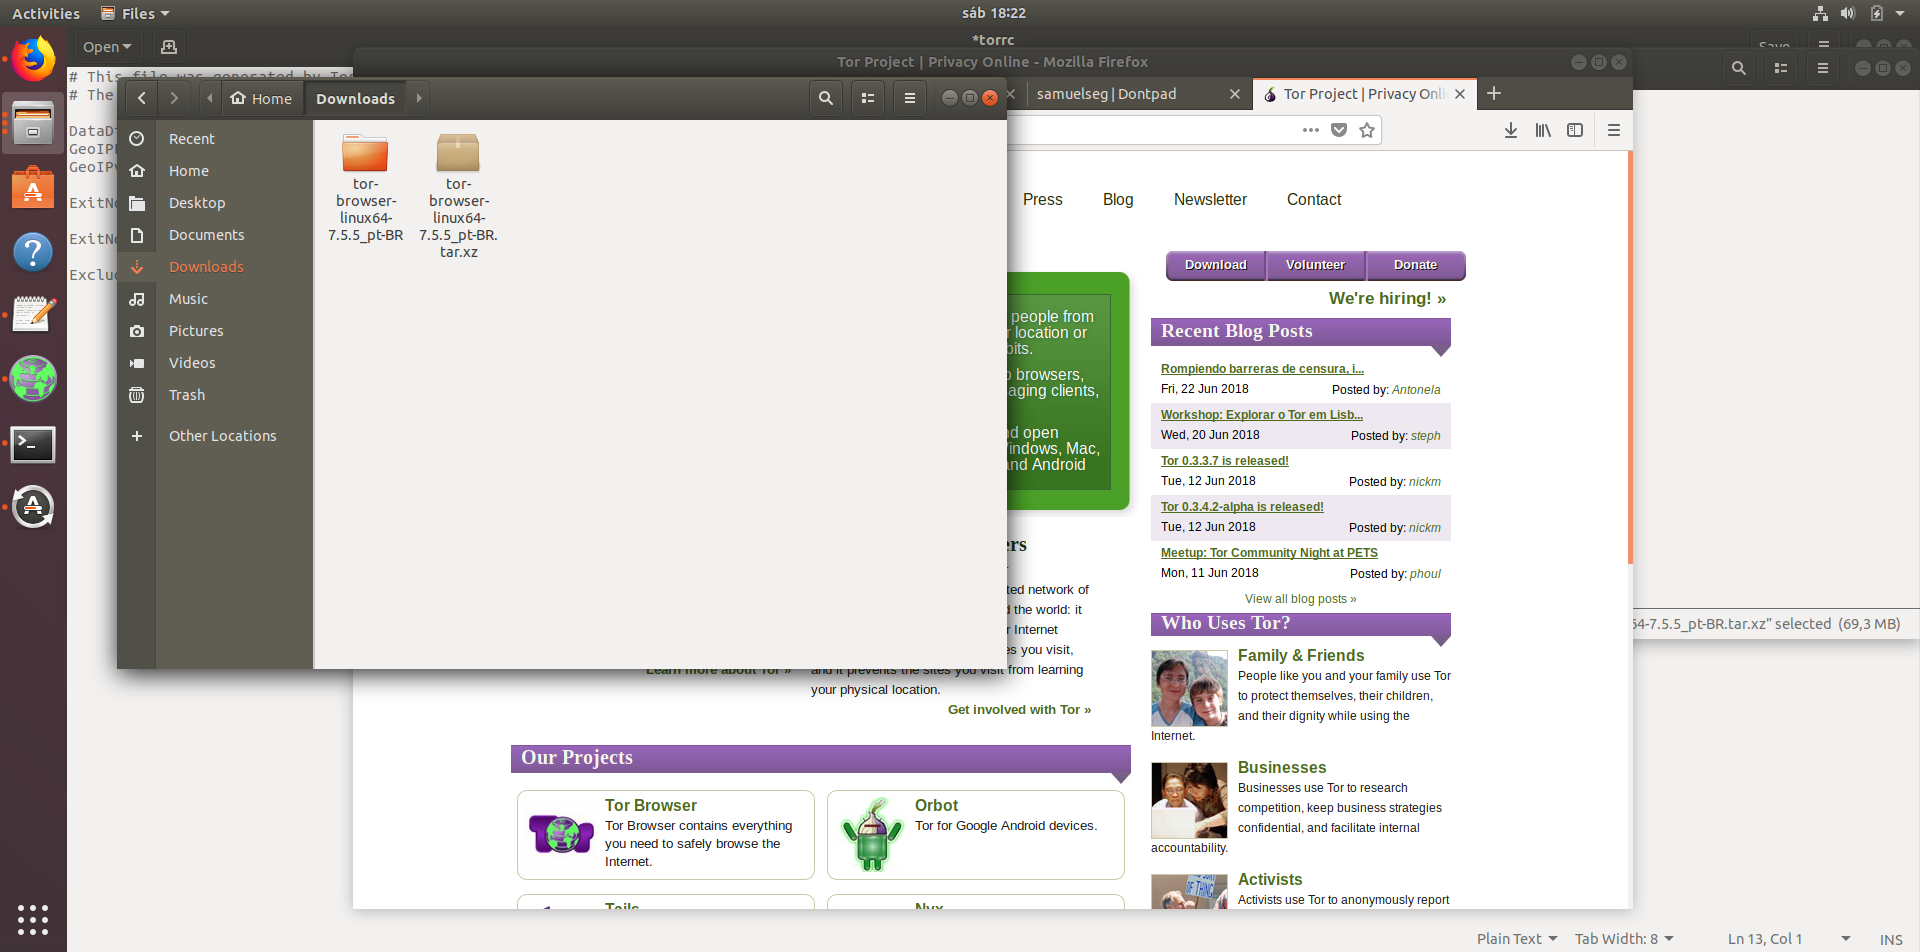 Activities
Files
sáb 18:22
Open
*torrc
Save
# This file was generated by
# The
ExitNo
ExitNo
Exclu
Tor Project | Privacy Online - Mozilla Firefox
samuelseg | Dontpad
Tor Project | Privacy Onli
Home
Downloads
Recent
Home
Desktop
Documents
Downloads
Music
Pictures
Videos
Trash
Other Locations
tor-
browser-
linux64-
7.5.5_pt-BR
tor-
browser-
linux64-
7.5.5_pt-BR.
tar.xz
Press
Blog
Newsletter
Contact
Download
Volunteer
Donate
We're hiring! »
people from
location or
browsers,
aging clients,
open
Windows, Mac,
and Android
ted network of
the world: it
Internet
es you visit,
and it prevents the sites you visit from learning
your physical location.
Learn more about Tor »
Get involved with Tor »
Recent Blog Posts
Rompiendo barreras de censura, i...
Fri, 22 Jun 2018
Posted by: Antonela
Workshop: Explorar o Tor em Lisb...
Wed, 20 Jun 2018
Posted by: steph
Tor 0.3.3.7 is released!
Tue, 12 Jun 2018
Posted by: nickm
Tor 0.3.4.2-alpha is released!
Tue, 12 Jun 2018
Posted by: nickm
Meetup: Tor Community Night at PETS
Mon, 11 Jun 2018
Posted by: phoul
View all blog posts »
Who Uses Tor?
Family & Friends
People like you and your family use Tor
to protect themselves, their children,
and their dignity while using the
Internet.
Businesses
Businesses use Tor to research
competition, keep business strategies
confidential, and facilitate internal
accountability.
Activists
Activists use Tor to anonymously report
Our Projects
Tor Browser
Tor Browser contains everything
you need to safely browse the
Internet.
Orbot
Tor for Google Android devices.
Tails
Nyx
64-7.5.5_pt-BR.tar.xz” selected (69,3 MB)
Plain Text
Tab Width: 8
Ln 13, Col 1
INS